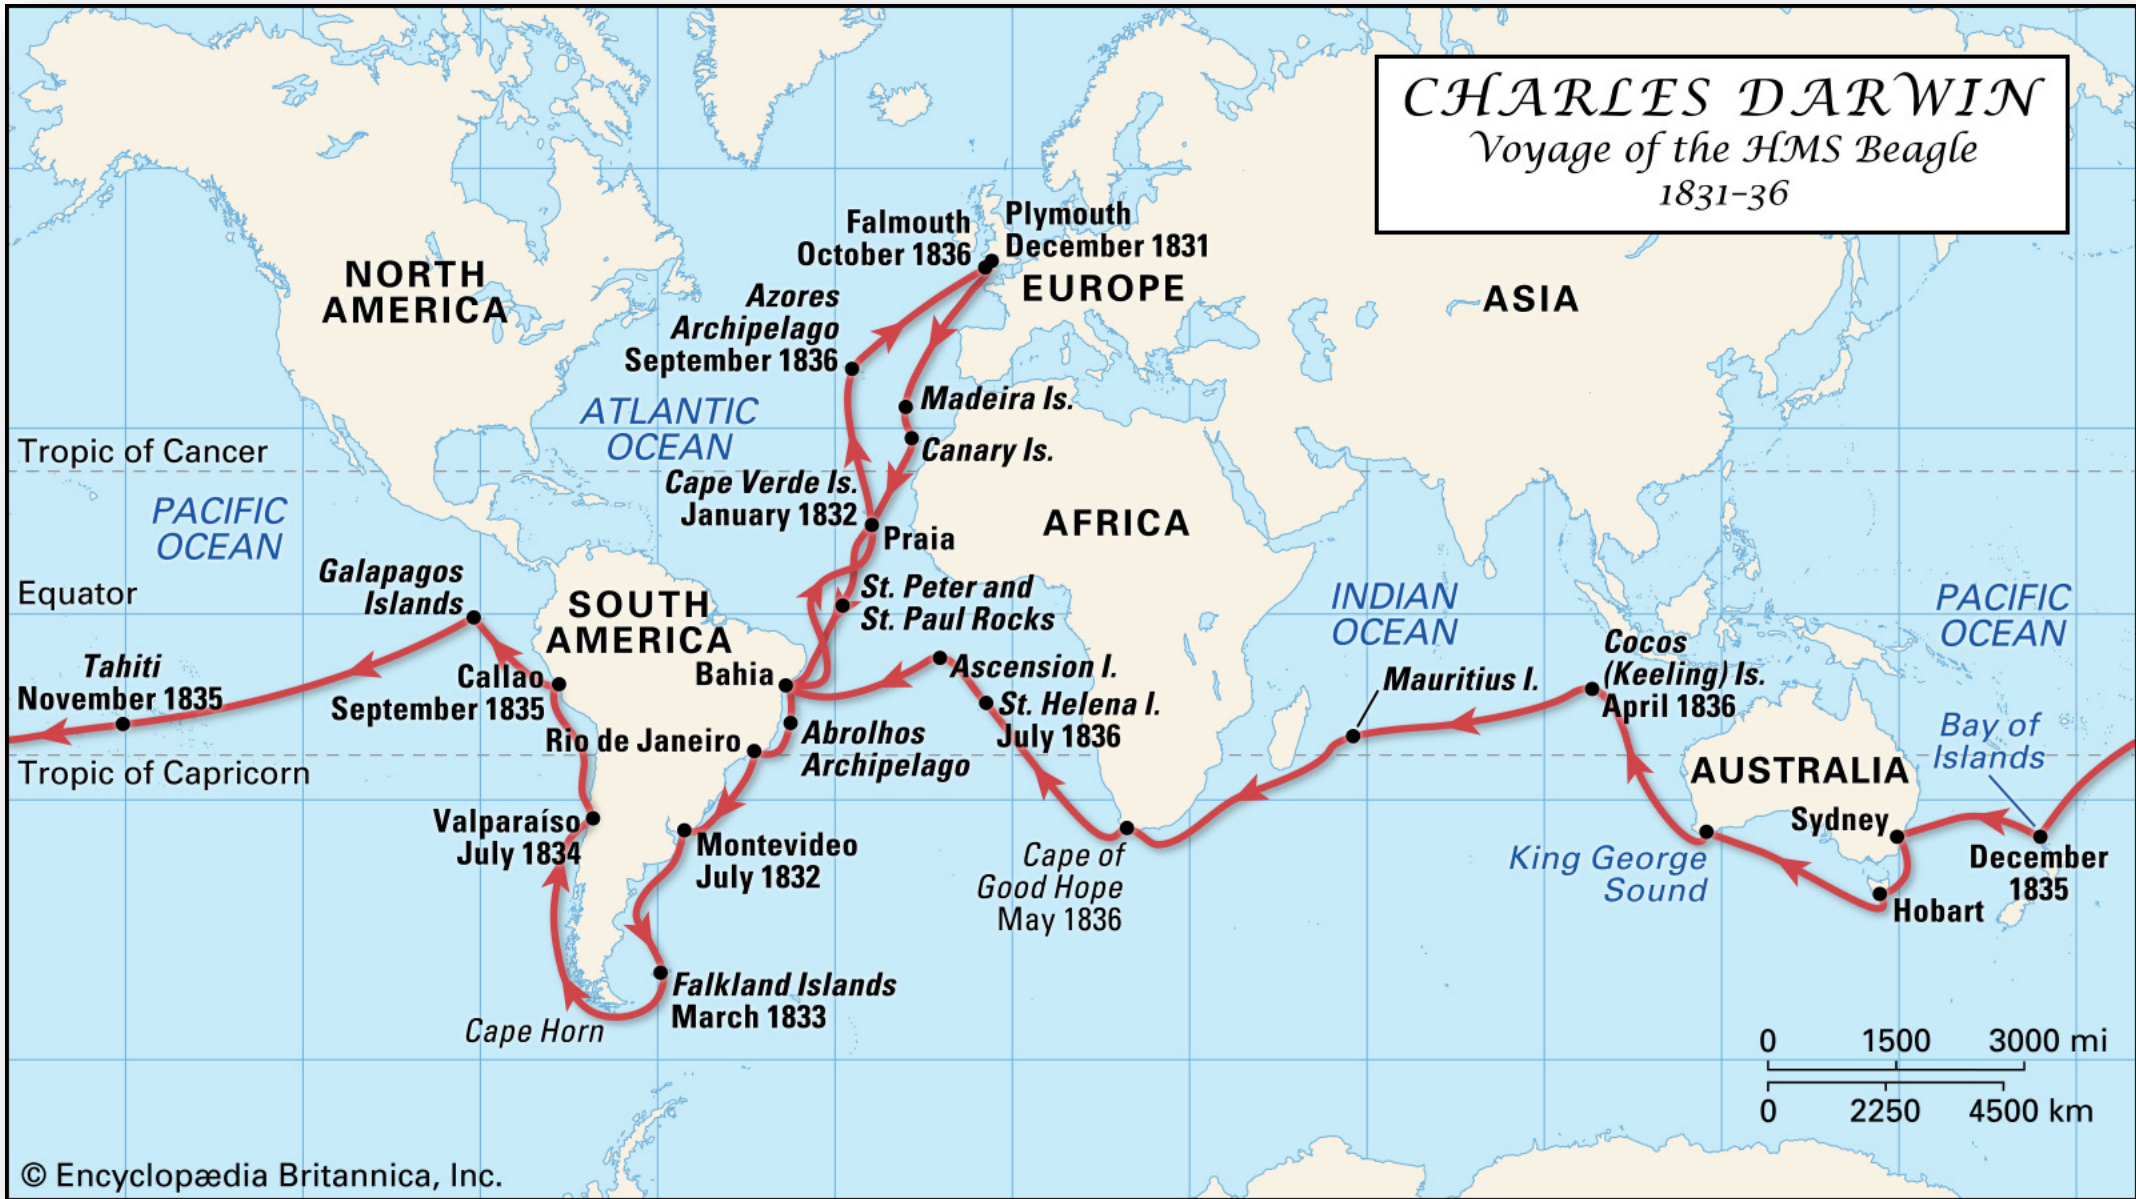 CHARLES DARWIN
Voyage of the HMS Beagle
1831–36
NORTH
AMERICA
Falmouth
October 1836
Plymouth
December 1831
EUROPE
ASIA
Azores
Archipelago
September 1836
Madeira Is.
Canary Is.
ATLANTIC
OCEAN
Tropic of Cancer
Cape Verde Is.
January 1832
Praia
AFRICA
PACIFIC
OCEAN
Galapagos
Islands
Equator
SOUTH
AMERICA
St. Peter and
St. Paul Rocks
INDIAN
OCEAN
PACIFIC
OCEAN
Tahiti
November 1835
Callao
September 1835
Bahia
Ascension I.
St. Helena I.
July 1836
Mauritius I.
Cocos
(Keeling) Is.
April 1836
Bay of
Islands
Rio de Janeiro
Abrolhos
Archipelago
Tropic of Capricorn
AUSTRALIA
Valparaíso
July 1834
Montevideo
July 1832
Cape of
Good Hope
May 1836
King George
Sound
Sydney
December
1835
Hobart
Falkland Islands
March 1833
Cape Horn
0 1500 3000 mi
0 2250 4500 km
© Encyclopædia Britannica, Inc.